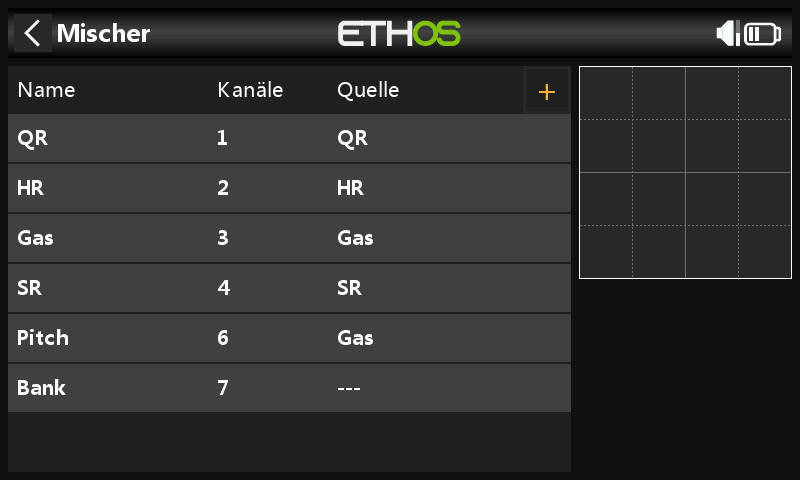 Mischer ETHOS
Name Kanäle Quelle +
QR 1 QR
HR 2 HR
Gas 3 Gas
SR 4 SR
Pitch 6 Gas
Bank 7 ---